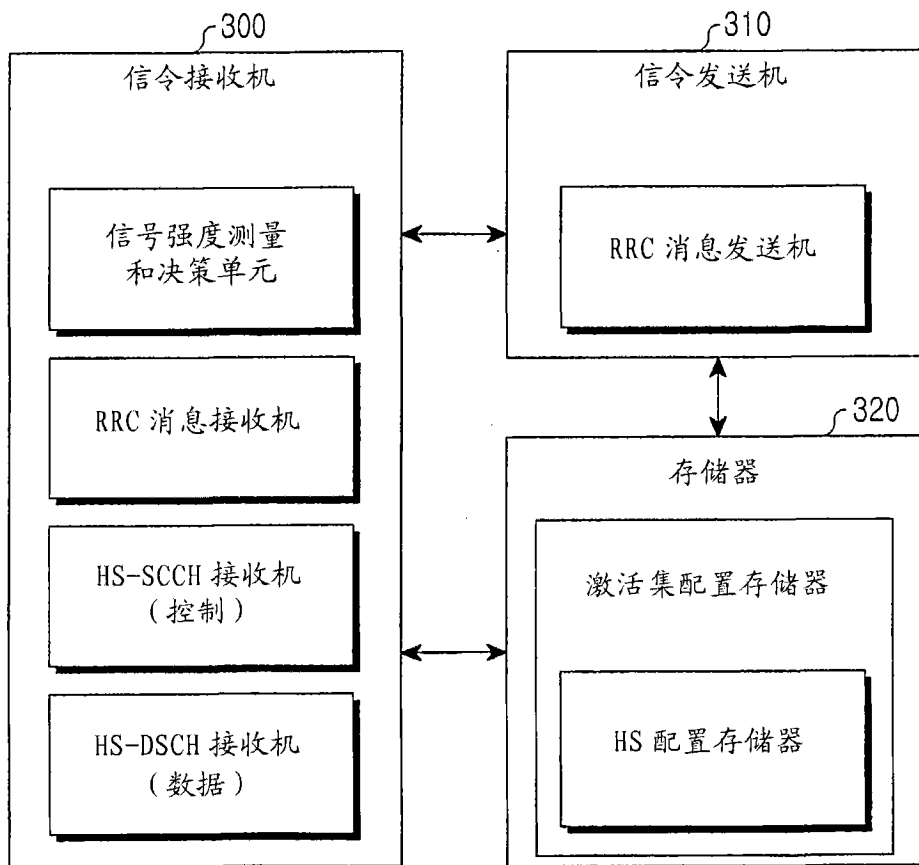 300
信令接收机
信号强度测量
和决策单元
RRC 消息接收机
HS-SCCH 接收机
(控制)
HS-DSCH 接收机
(数据)
310
信令发送机
RRC 消息发送机
320
存储器
激活集配置存储器
HS 配置存储器